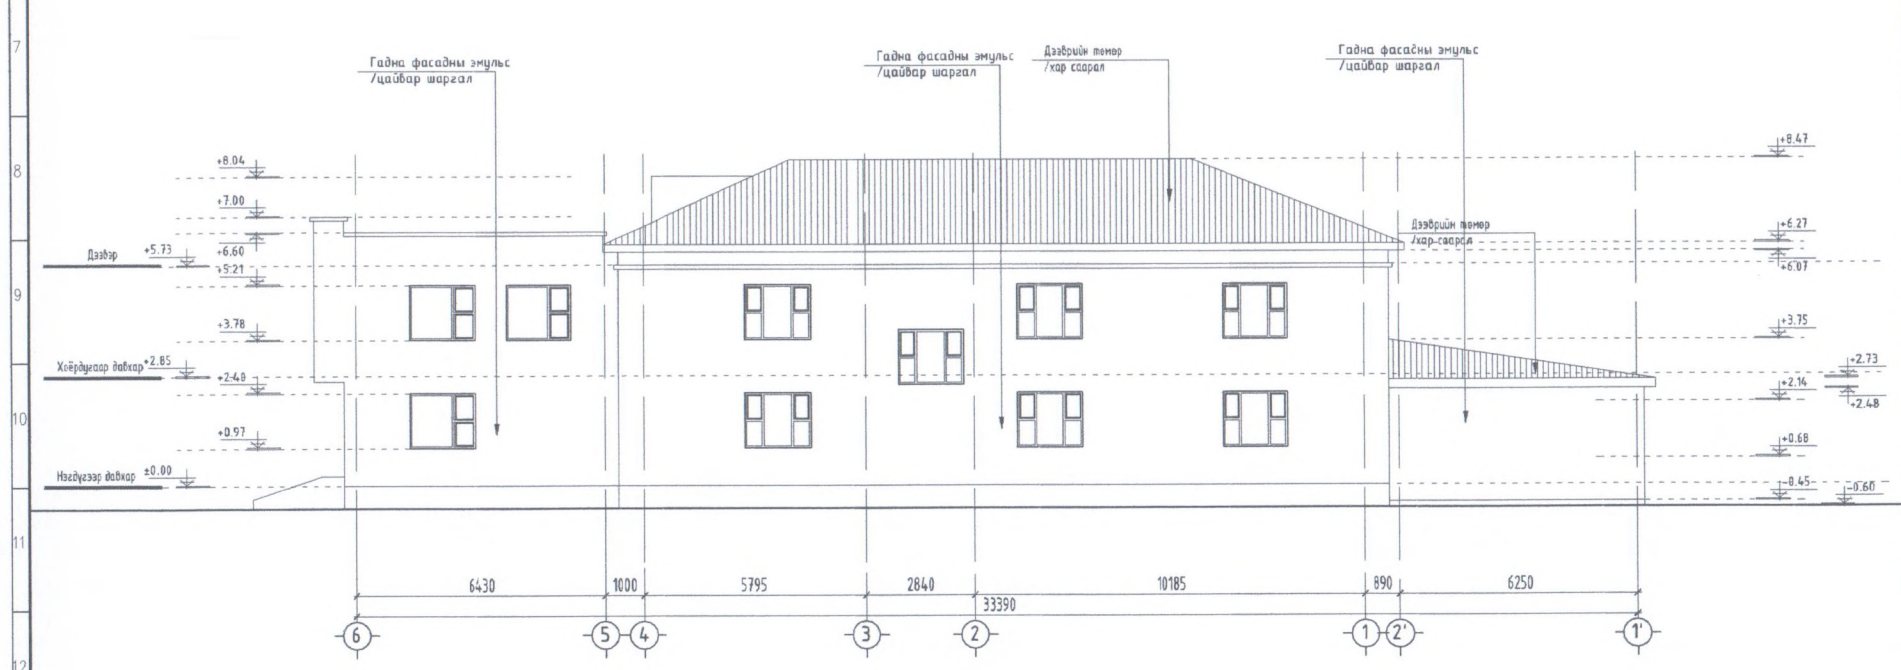 7
8
9
10
11
12
Гадна фасадны эмульс
/цайвар шаргал
Гадна фасадны эмульс
/цайвар шаргал
Дээврийн төмөр
/хар саарал
Гадна фасадны эмульс
/цайвар шаргал
Дээврийн төмөр
/хар саарал
+8.04
+7.00
+6.60
Дээвэр +5.73
+5.21
+3.78
Хоёрдугаар давхар +2.85
+2.40
+0.97
Нэгдүгээр давхар ±0.00
+8.47
+6.27
+6.07
+3.75
+2.73
+2.14
+2.48
+0.68
-0.45
-0.60
6430 1000 5795 2840 10185 890 6250
33390
6 5 4 3 2 1 2' 1'